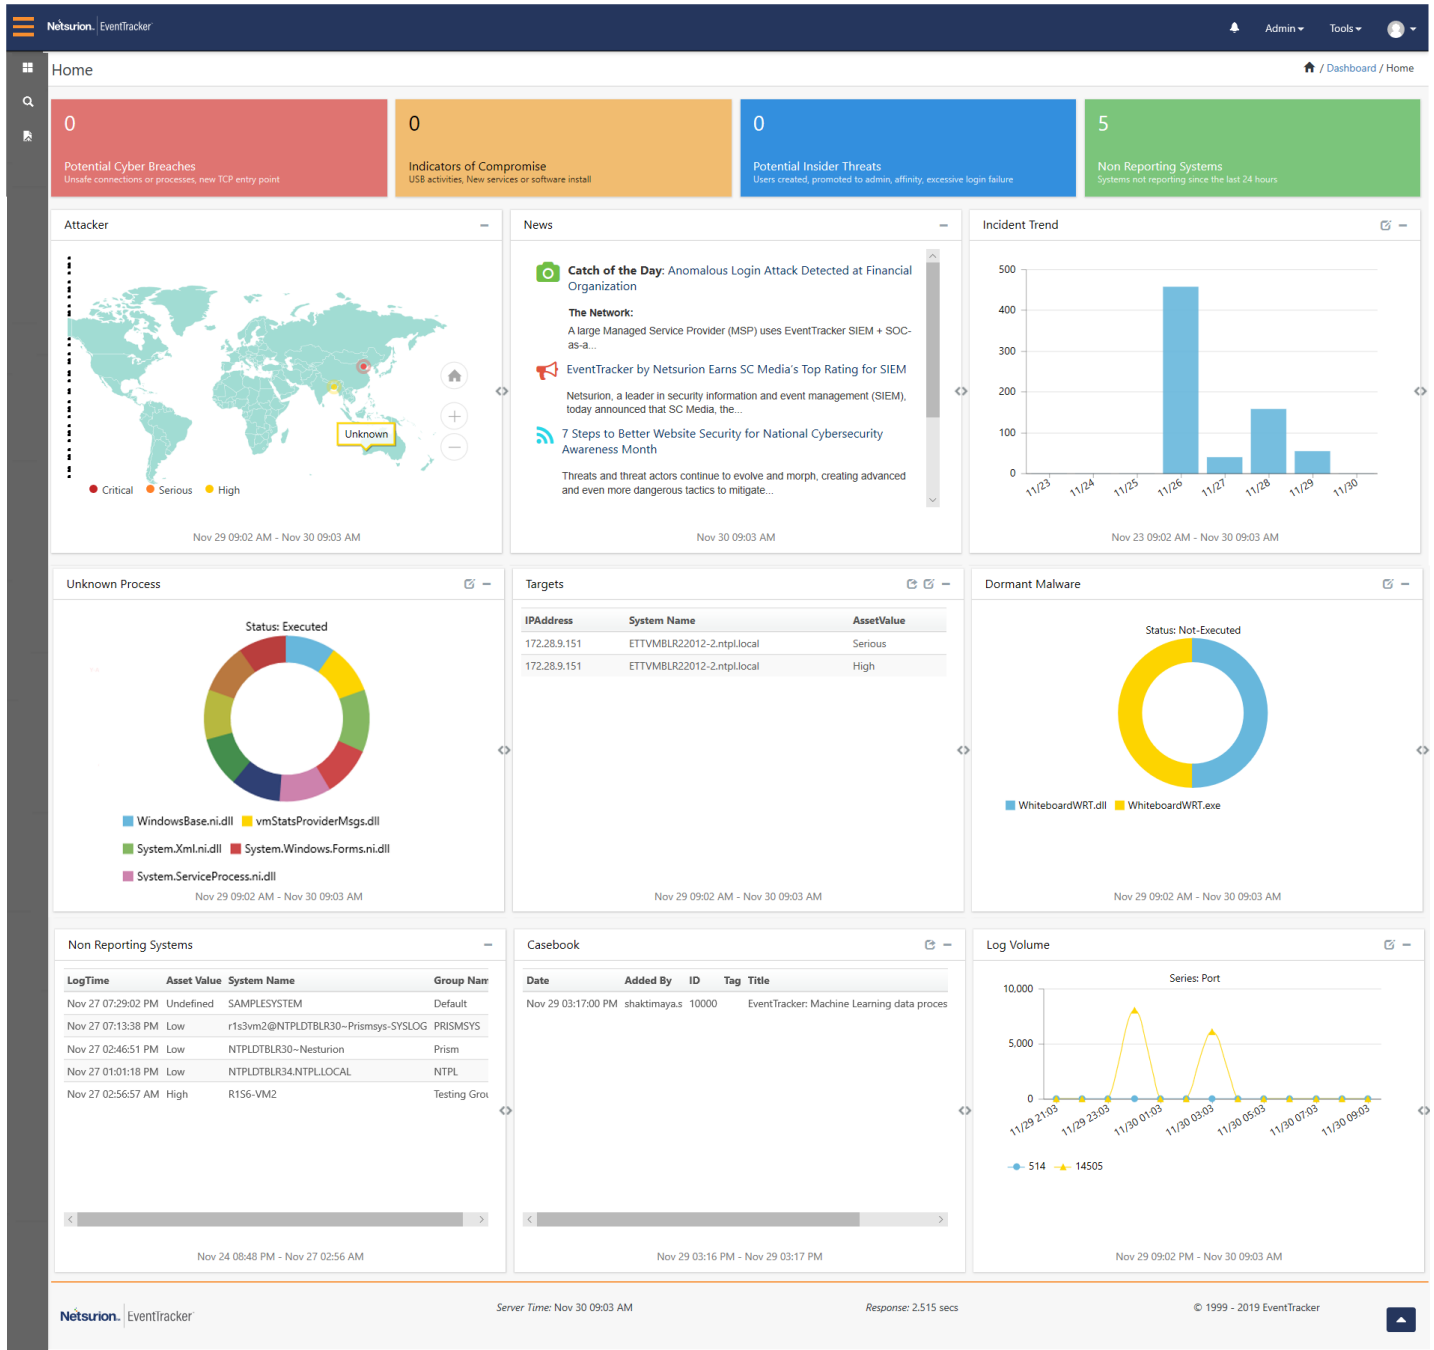 Netsurion. EventTracker
Admin
Tools
Home
/ Dashboard / Home
0
Potential Cyber Breaches
Unsafe connections or processes, new TCP entry point
0
Indicators of Compromise
USB activities, New services or software install
0
Potential Insider Threats
Users created, promoted to admin, affinity, excessive login failure
5
Non Reporting Systems
Systems not reporting since the last 24 hours
Attacker
Unknown
Critical Serious High
Nov 29 09:02 AM - Nov 30 09:03 AM
News
Catch of the Day: Anomalous Login Attack Detected at Financial
Organization
The Network:
A large Managed Service Provider (MSP) uses EventTracker SIEM + SOC-
as-a...
EventTracker by Netsurion Earns SC Media's Top Rating for SIEM
Netsurion, a leader in security information and event management (SIEM),
today announced that SC Media, the...
7 Steps to Better Website Security for National Cybersecurity
Awareness Month
Threats and threat actors continue to evolve and morph, creating advanced
and even more dangerous tactics to mitigate...
Nov 30 09:03 AM
Incident Trend
500
400
300
200
100
0
11/23 11/24 11/25 11/26 11/27 11/28 11/29 11/30
Nov 23 09:02 AM - Nov 30 09:03 AM
Unknown Process
Status: Executed
WindowsBase.ni.dll vmStatsProviderMsgs.dll
System.Xml.ni.dll System.Windows.Forms.ni.dll
System.ServiceProcess.ni.dll
Nov 29 09:02 AM - Nov 30 09:03 AM
Targets
IPAddress System Name AssetValue
172.28.9.151 ETTVMBLR22012-2.ntpl.local Serious
172.28.9.151 ETTVMBLR22012-2.ntpl.local High
Nov 29 09:02 AM - Nov 30 09:03 AM
Dormant Malware
Status: Not-Executed
WhiteboardWRT.dll WhiteboardWRT.exe
Nov 29 09:02 AM - Nov 30 09:03 AM
Non Reporting Systems
LogTime Asset Value System Name Group Nam
Nov 27 07:29:02 PM Undefined SAMPLESYSTEM Default
Nov 27 07:13:38 PM Low r1s3vm2@NTPLDTBLR30~Prismsys-SYSLOG PRISMSYS
Nov 27 02:46:51 PM Low NTPLDTBLR30~Nesturion Prism
Nov 27 01:01:18 PM Low NTPLDTBLR34.NTPL.LOCAL NTPL
Nov 27 02:56:57 AM High R1S6-VM2 Testing Grou
Nov 24 08:48 PM - Nov 27 02:56 AM
Casebook
Date Added By ID Tag Title
Nov 29 03:17:00 PM shaktimaya.s 10000 EventTracker: Machine Learning data proces
Nov 29 03:16 PM - Nov 29 03:17 PM
Log Volume
Series: Port
10,000
5,000
0
11/29 21:03 11/29 23:03 11/30 01:03 11/30 03:03 11/30 05:03 11/30 07:03 11/30 09:03
514 14505
Nov 29 09:02 PM - Nov 30 09:03 AM
Netsurion. EventTracker
Server Time: Nov 30 09:03 AM
Response: 2.515 secs
© 1999 - 2019 EventTracker